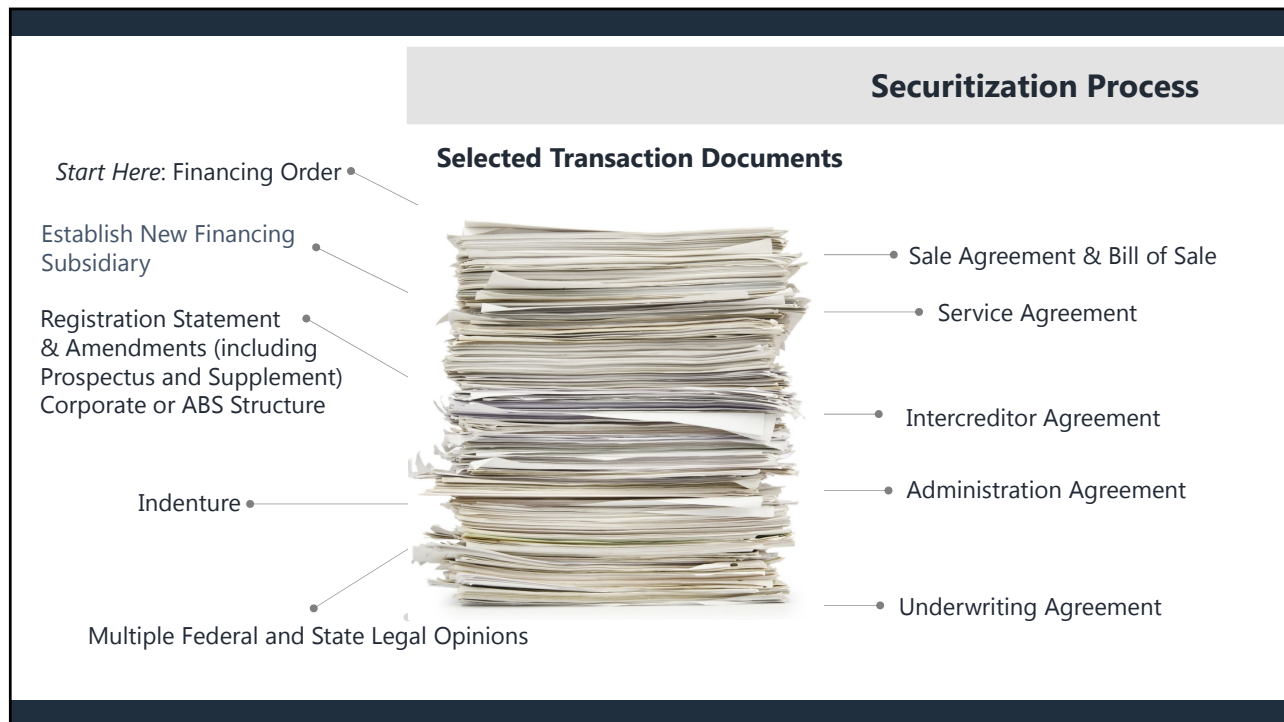 Securitization Process
Selected Transaction Documents
Start Here: Financing Order
Establish New Financing
Subsidiary
Registration Statement
& Amendments (including
Prospectus and Supplement)
Corporate or ABS Structure
Indenture
Multiple Federal and State Legal Opinions
Sale Agreement & Bill of Sale
Service Agreement
Intercreditor Agreement
Administration Agreement
Underwriting Agreement